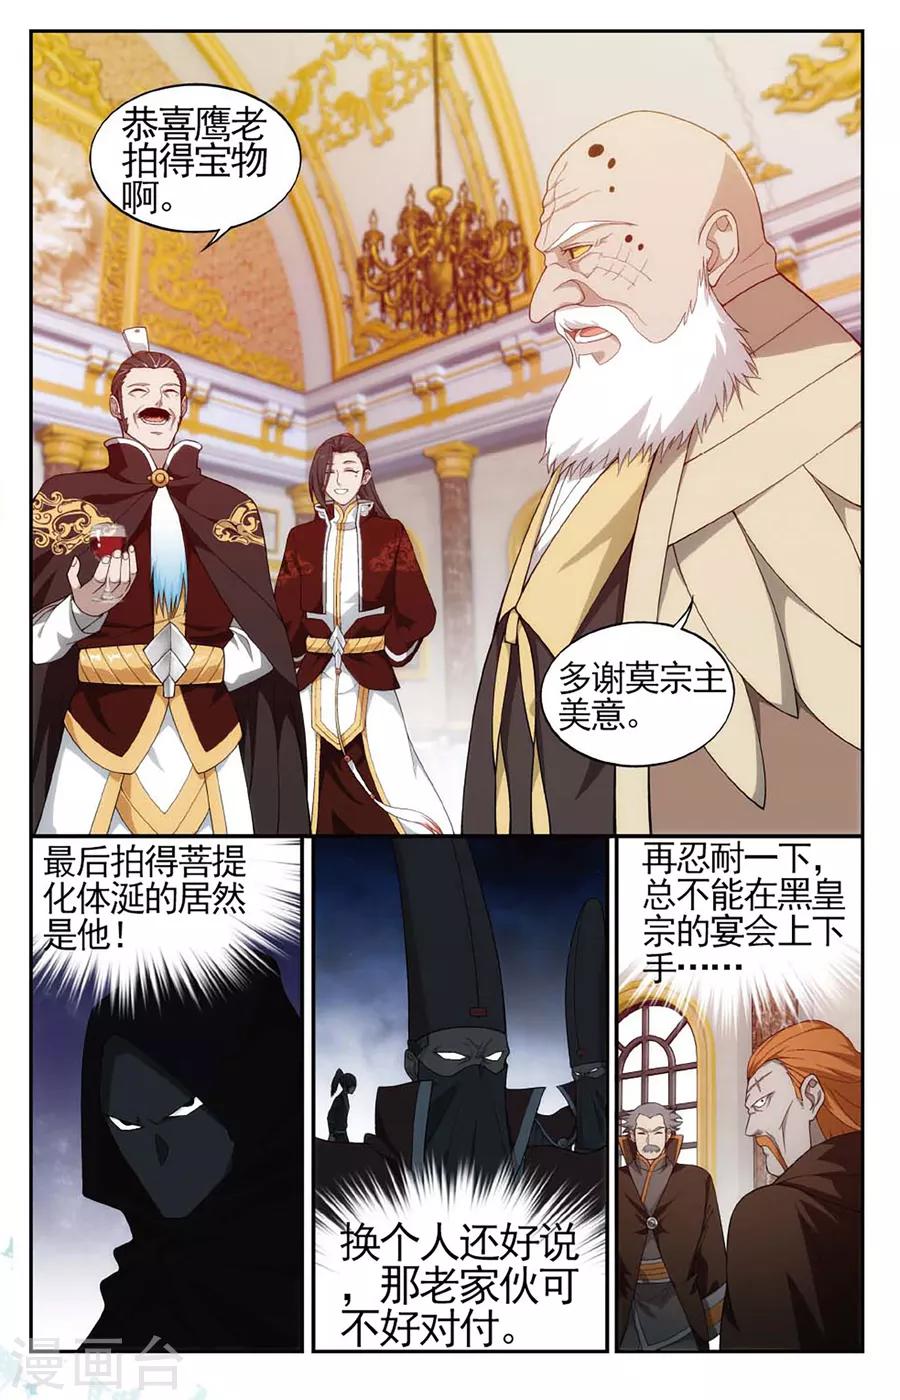 恭喜鹰老
拍得宝物
啊。
多谢莫宗主
美意。
最后拍得菩提
化体涎的居然
是他！
换个人还好说
，那老家伙可
不好对付。
再忍耐一下，
总不能在黑皇
宗的宴会上下
手……
漫画台